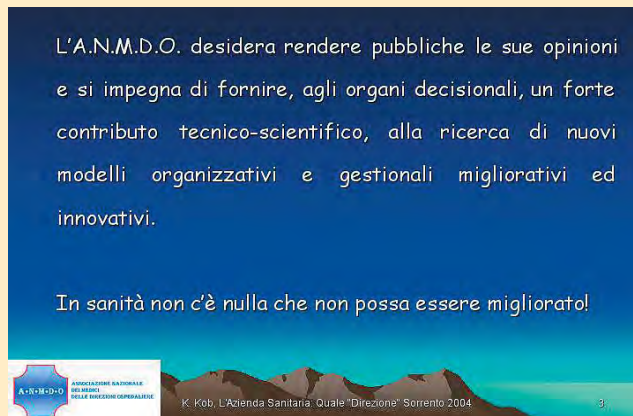 L'A.N.M.D.O. desidera rendere pubbliche le sue opinioni
e si impegna di fornire, agli organi decisionali, un forte
contributo tecnico-scientifico, alla ricerca di nuovi
modelli organizzativi e gestionali migliorativi ed
innovativi.
In sanità non c'è nulla che non possa essere migliorato!
A•N•M•D•O
ASSOCIAZIONE NAZIONALE
DEI MEDICI
DELLE DIREZIONI OSPEDALIERE
K. Kob, L'Azienda Sanitaria: Quale "Direzione" Sorrento 2004
3